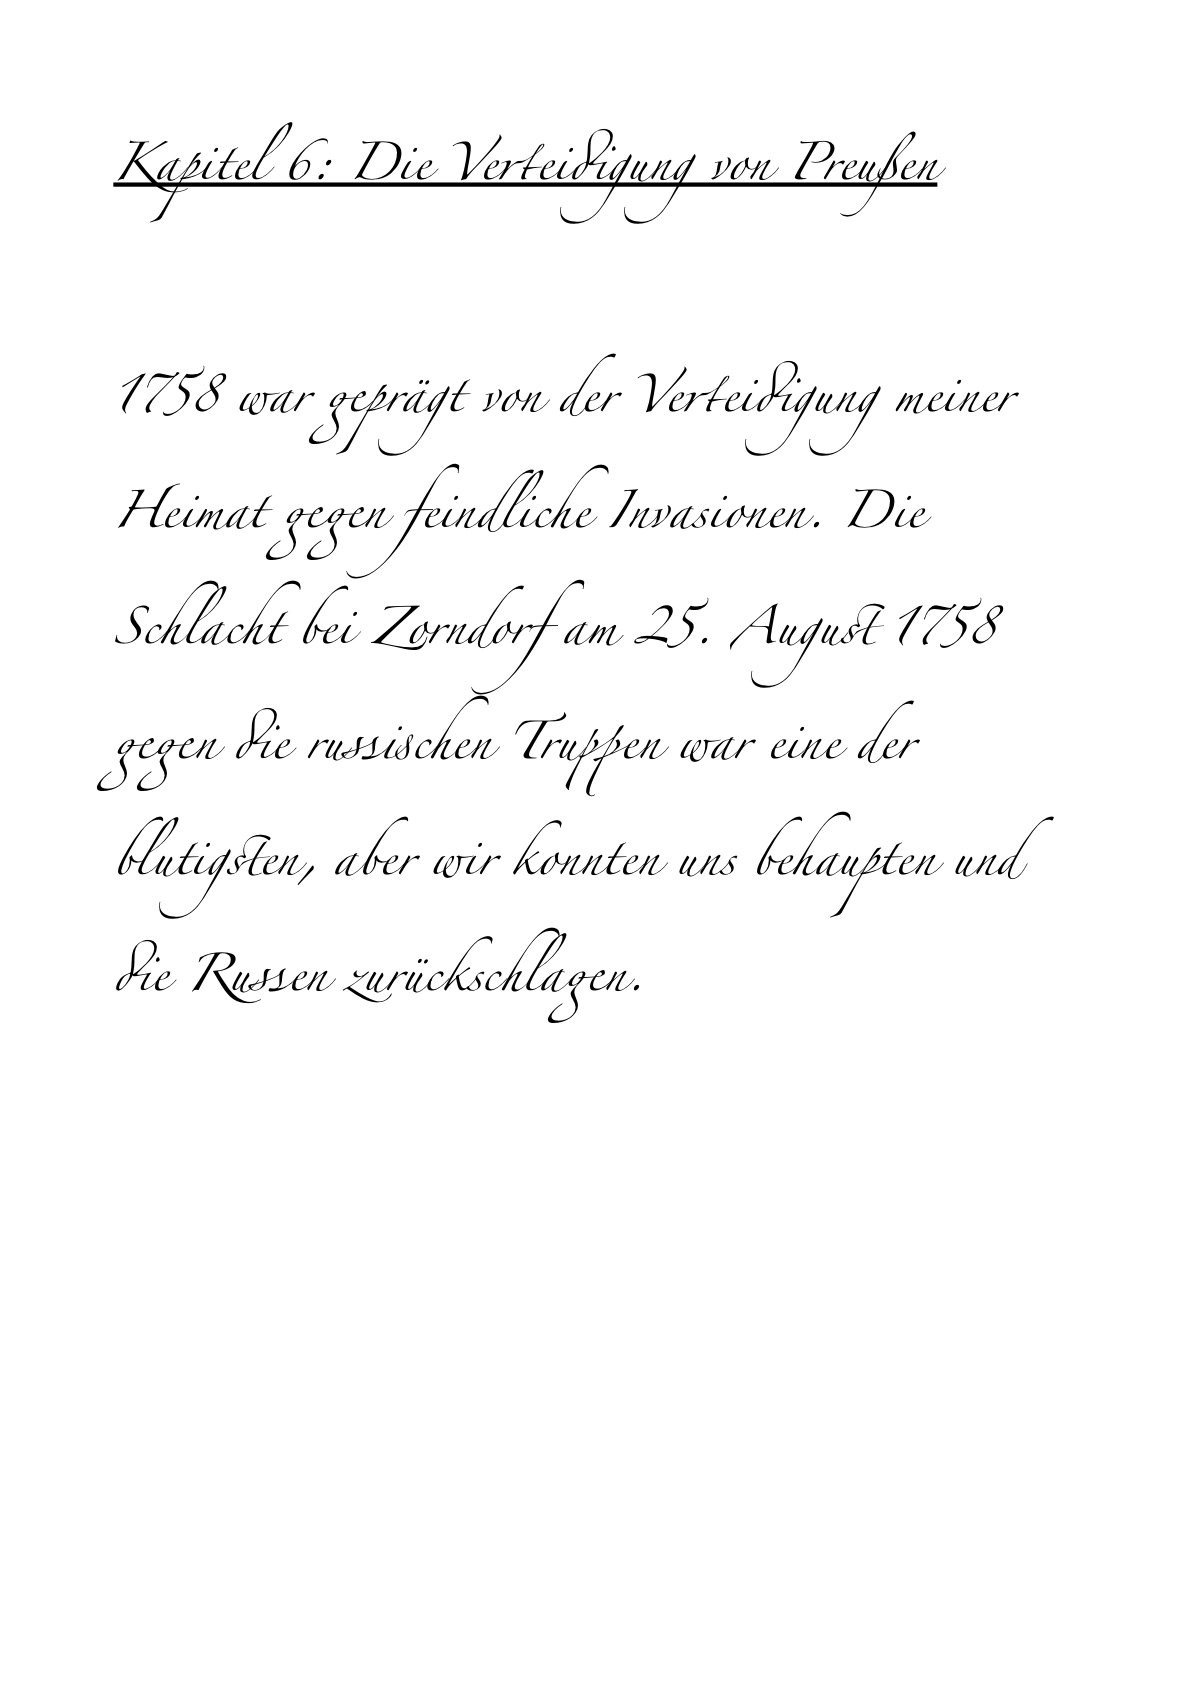 Kapitel 6: Die Verteidigung von Preußen
1758 war geprägt von der Verteidigung meiner
Heimat gegen feindliche Invasionen. Die
Schlacht bei Zorndorf am 25. August 1758
gegen die russischen Truppen war eine der
blutigsten, aber wir konnten uns behaupten und
die Russen zurückschlagen.